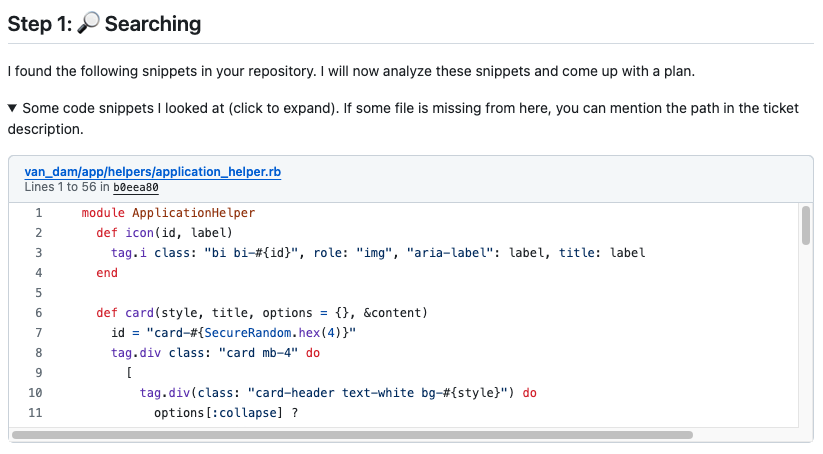 Step 1: 🔎 Searching
I found the following snippets in your repository. I will now analyze these snippets and come up with a plan.
▼ Some code snippets I looked at (click to expand). If some file is missing from here, you can mention the path in the ticket
description.
van_dam/app/helpers/application_helper.rb
Lines 1 to 56 in b0eea80
1 module ApplicationHelper
2   def icon(id, label)
3     tag.i class: "bi bi-#{id}", role: "img", "aria-label": label, title: label
4   end
5
6   def card(style, title, options = {}, &content)
7     id = "card-#{SecureRandom.hex(4)}"
8     tag.div class: "card mb-4" do
9       [
10         tag.div(class: "card-header text-white bg-#{style}") do
11           options[:collapse] ?